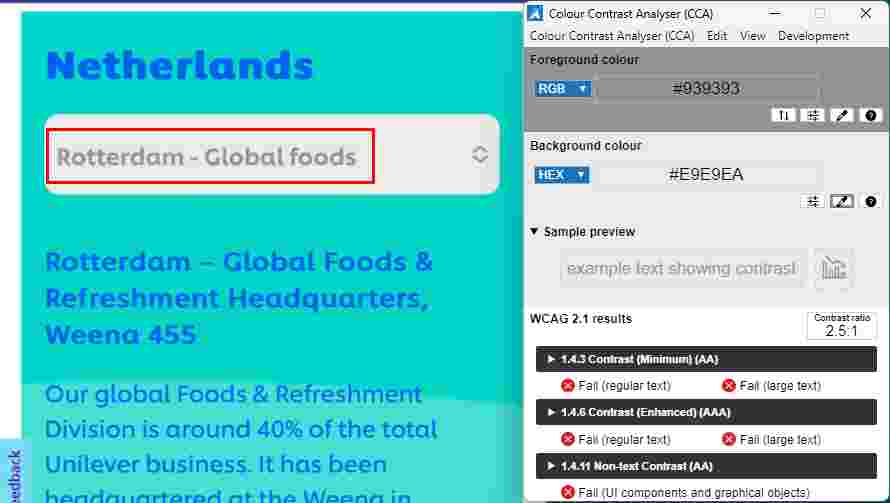 Netherlands
Rotterdam - Global foods
Rotterdam – Global Foods &
Refreshment Headquarters,
Weena 455
Our global Foods & Refreshment
Division is around 40% of the total
Unilever business. It has been
headquartered at the Weena in
eedback
Colour Contrast Analyser (CCA)
Colour Contrast Analyser (CCA) Edit View Development
Foreground colour
RGB #939393
Background colour
HEX #E9E9EA
Sample preview
example text showing contrast
WCAG 2.1 results
Contrast ratio
2.5:1
1.4.3 Contrast (Minimum) (AA)
Fail (regular text) Fail (large text)
1.4.6 Contrast (Enhanced) (AAA)
Fail (regular text) Fail (large text)
1.4.11 Non-text Contrast (AA)
Fail (UI components and graphical objects)